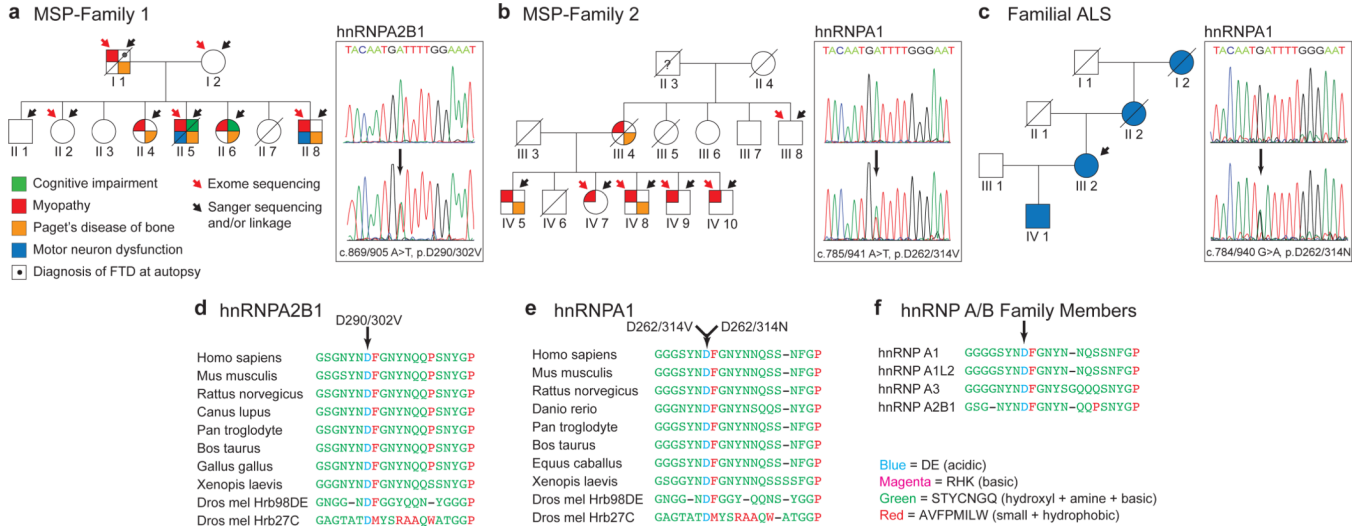 a MSP-Family 1
I 1
I 2
II 1
II 2
II 3
II 4
II 5
II 6
II 7
II 8
Cognitive impairment
Myopathy
Paget's disease of bone
Motor neuron dysfunction
Diagnosis of FTD at autopsy
Exome sequencing
Sanger sequencing
and/or linkage
hnRNPA2B1
TACAATGATTTTGGAAAT
c.869/905 A>T, p.D290/302V
b MSP-Family 2
?
II 3
II 4
III 3
III 4
III 5
III 6
III 7
III 8
IV 5
IV 6
IV 7
IV 8
IV 9
IV 10
hnRNPA1
TACAATGATTTTGGGAAT
c.785/941 A>T, p.D262/314V
c Familial ALS
I 1
I 2
II 1
II 2
III 1
III 2
IV 1
hnRNPA1
TACAATGATTTTGGGAAT
c.784/940 G>A, p.D262/314N
d hnRNPA2B1
D290/302V
Homo sapiens GSGNYNDFGNYNQQPSNYGP
Mus musculis GSGNYNDFGNYNQQPSNYGP
Rattus norvegicus GSGNYNDFGNYNQQPSNYGP
Canus lupus GSGNYNDFGNYNQQPSNYGP
Pan troglodyte GSGNYNDFGNYNQQPSNYGP
Bos taurus GSGNYNDFGNYNQQPSNYGP
Gallus gallus GSGNYNDFGNYNQQPSNYGP
Xenopus laevis GSGNYNDFGNYNQQSSNYGP
Dros mel Hrb98DE GNGG-NDFGGYQQN-YGGGP
Dros mel Hrb27C GAGTATDMYSRAAQWATGGP
e hnRNPA1
D262/314V D262/314N
Homo sapiens GGGSYNDFGNYNNQSS-NFGP
Mus musculis GGGSYNDFGNYNNQSS-NFGP
Rattus norvegicus GGGSYNDFGNYNNQSS-NFGP
Danio rerio GGGNYNDFGNYNSQQS-NYGP
Pan troglodyte GGGSYNDFGNYNNQSS-NFGP
Bos taurus GGGSYNDFGNYNNQSS-NFGP
Equus caballus GGGSYNDFGNYNNQSS-NFGP
Xenopus laevis GGGSYNDFGNYNNQSSSSFGP
Dros mel Hrb98DE GNGG-NDFGGY-QQNS-YGGP
Dros mel Hrb27C GAGTATDMYSRAAQW-ATGGP
f hnRNP A/B Family Members
hnRNP A1 GGGGSYNDFGNYN-NQSSNFGP
hnRNP A1L2 GGGGSYNDFGNYN-NQSSNFGP
hnRNP A3 GGGGNYNDFGNYSGQQQSNYGP
hnRNP A2B1 GSG-NYNDFGNYN-QQPSNYGP
Blue = DE (acidic)
Magenta = RHK (basic)
Green = STYCNGQ (hydroxyl + amine + basic)
Red = AVFPMILW (small + hydrophobic)